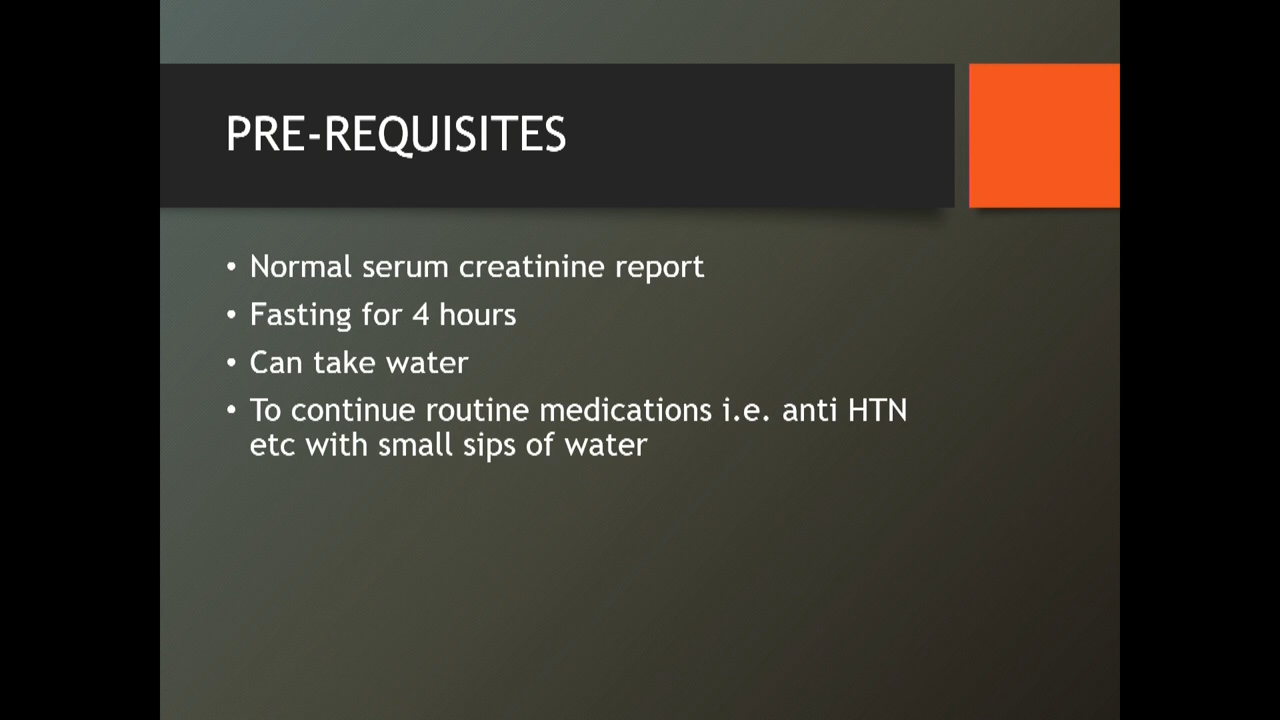 PRE-REQUISITES
• Normal serum creatinine report
• Fasting for 4 hours
• Can take water
• To continue routine medications i.e. anti HTN
etc with small sips of water